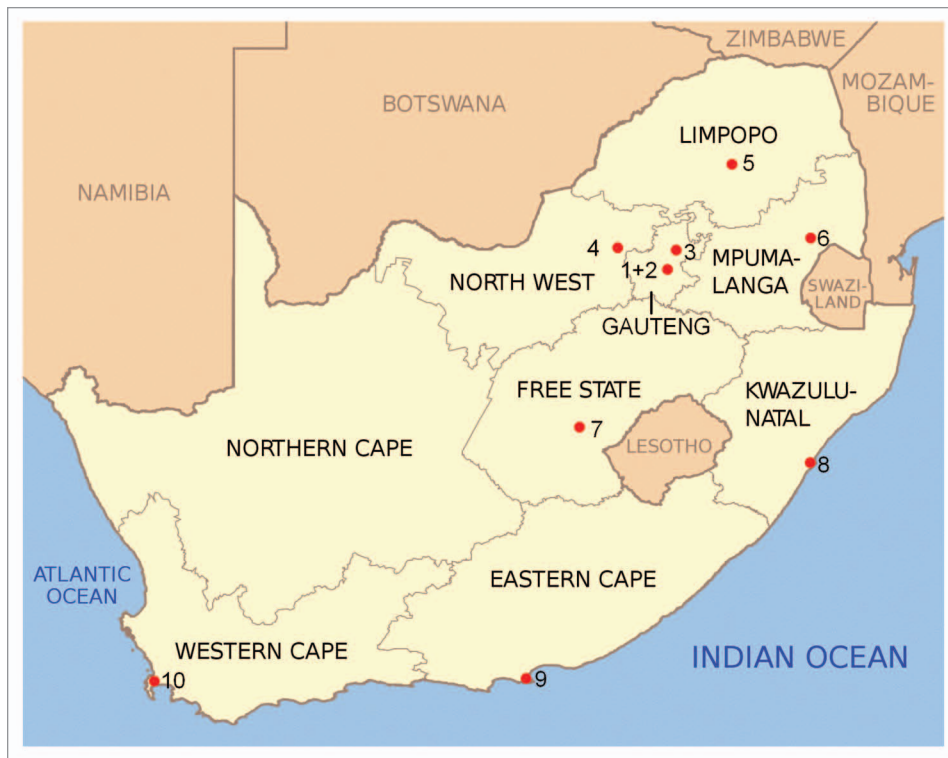 ZIMBABWE
MOZAM-
BIQUE
BOTSWANA
LIMPOPO
5
NAMIBIA
4
3
6
1+2
MPUMA-
LANGA
NORTH WEST
SWAZI-
LAND
GAUTENG
FREE STATE
KWAZULU-
NATAL
7
NORTHERN CAPE
LESOTHO
8
ATLANTIC
OCEAN
EASTERN CAPE
WESTERN CAPE
INDIAN OCEAN
10
9